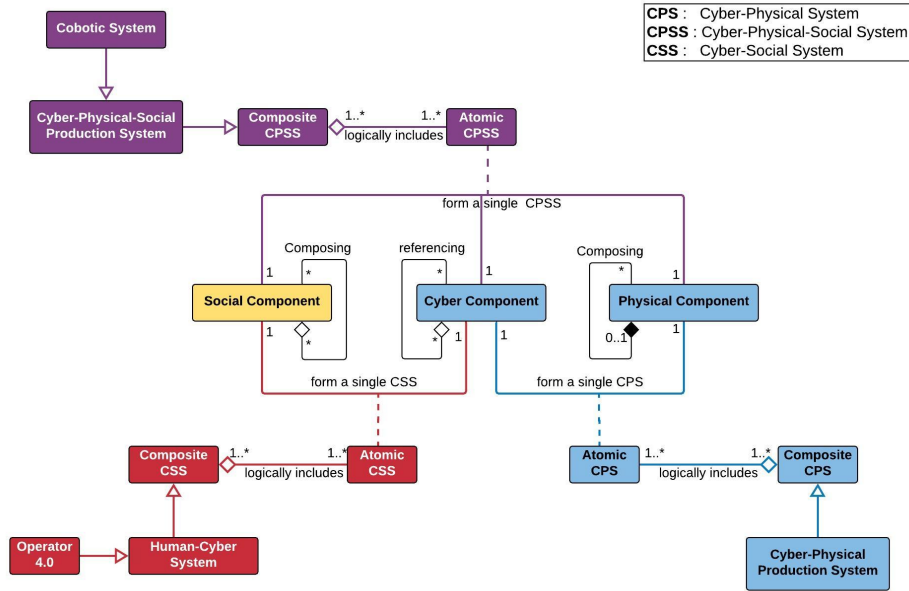 CPS : Cyber-Physical System
CPSS : Cyber-Physical-Social System
CSS : Cyber-Social System
Cobotic System
Cyber-Physical-Social
Production System
Composite
CPSS
1..*
1..*
logically includes
Atomic
CPSS
form a single CPSS
Composing
referencing
Composing
1
*
*
1
*
1
Social Component
Cyber Component
Physical Component
1
*
*
1
1
0..1
1
form a single CSS
form a single CPS
Composite
CSS
1..*
1..*
logically includes
Atomic
CSS
Atomic
CPS
1..*
1..*
logically includes
Composite
CPS
Operator
4.0
Human-Cyber
System
Cyber-Physical
Production System